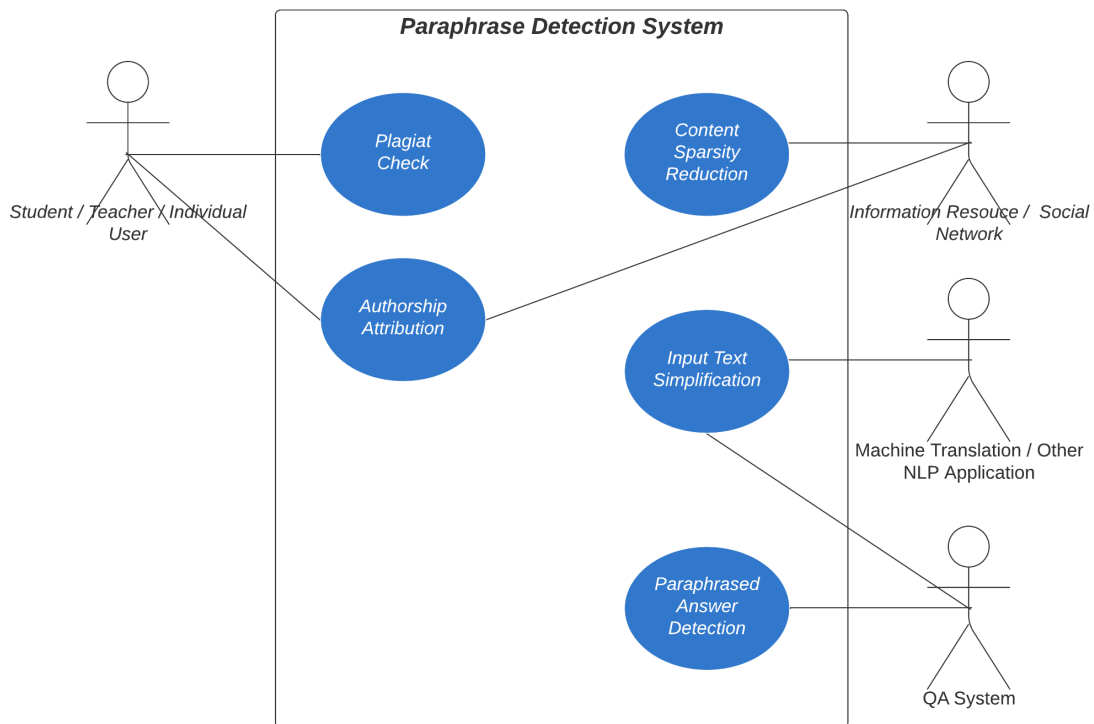 Paraphrase Detection System
Plagiat
Check
Content
Sparsity
Reduction
Student / Teacher / Individual
User
Information Resouce /  Social
Network
Authorship
Attribution
Input Text
Simplification
Machine Translation / Other
NLP Application
Paraphrased
Answer
Detection
QA System